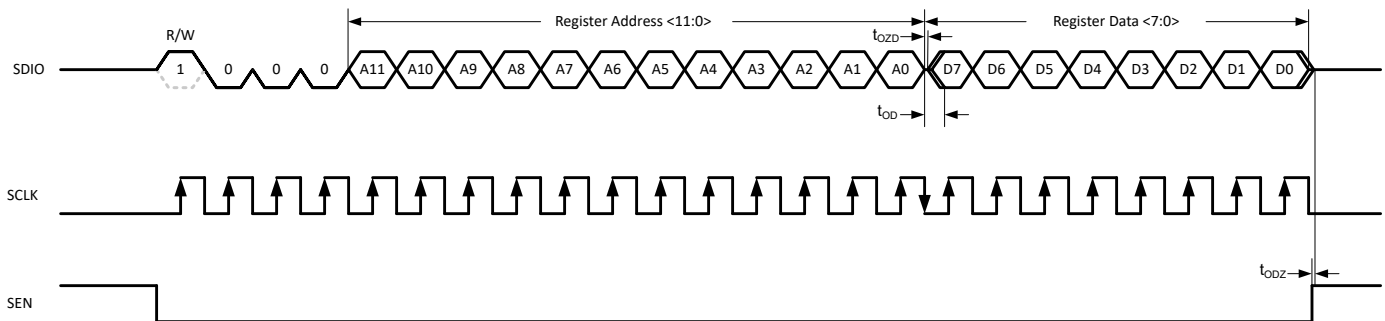 Register Address <11:0> Register Data <7:0>
R/W tOZD
SDIO 1 0 0 0 A11 A10 A9 A8 A7 A6 A5 A4 A3 A2 A1 A0 D7 D6 D5 D4 D3 D2 D1 D0
tOD
SCLK
tODZ
SEN